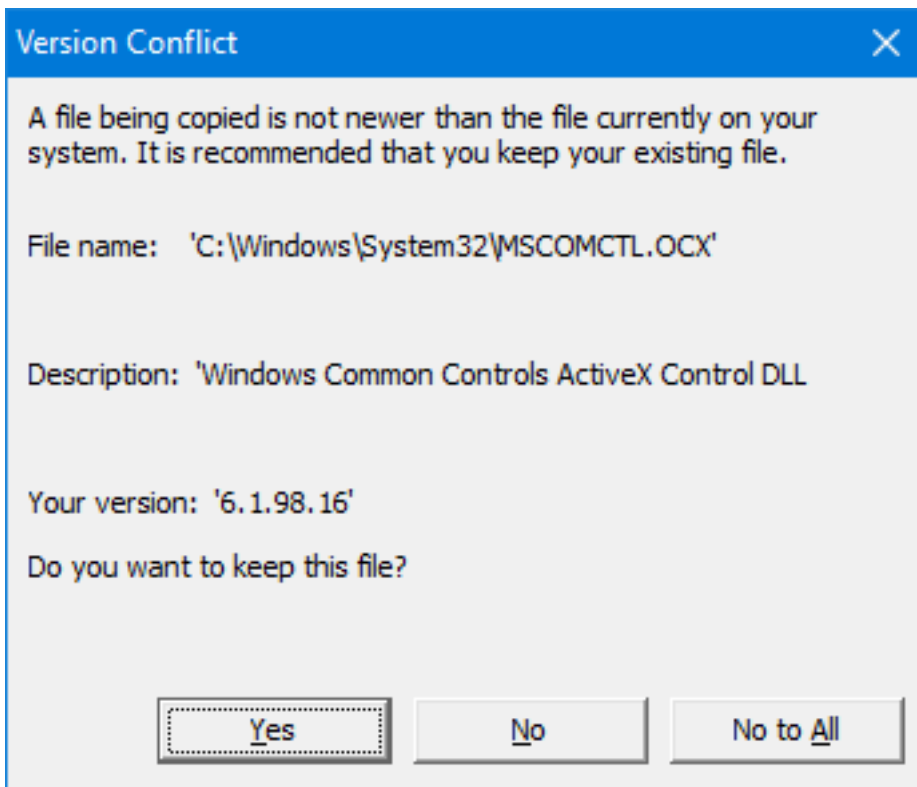 Version Conflict
A file being copied is not newer than the file currently on your
system. It is recommended that you keep your existing file.
File name: 'C:\Windows\System32\MSCOMCTL.OCX'
Description: 'Windows Common Controls ActiveX Control DLL
Your version: '6.1.98.16'
Do you want to keep this file?
Yes No No to All